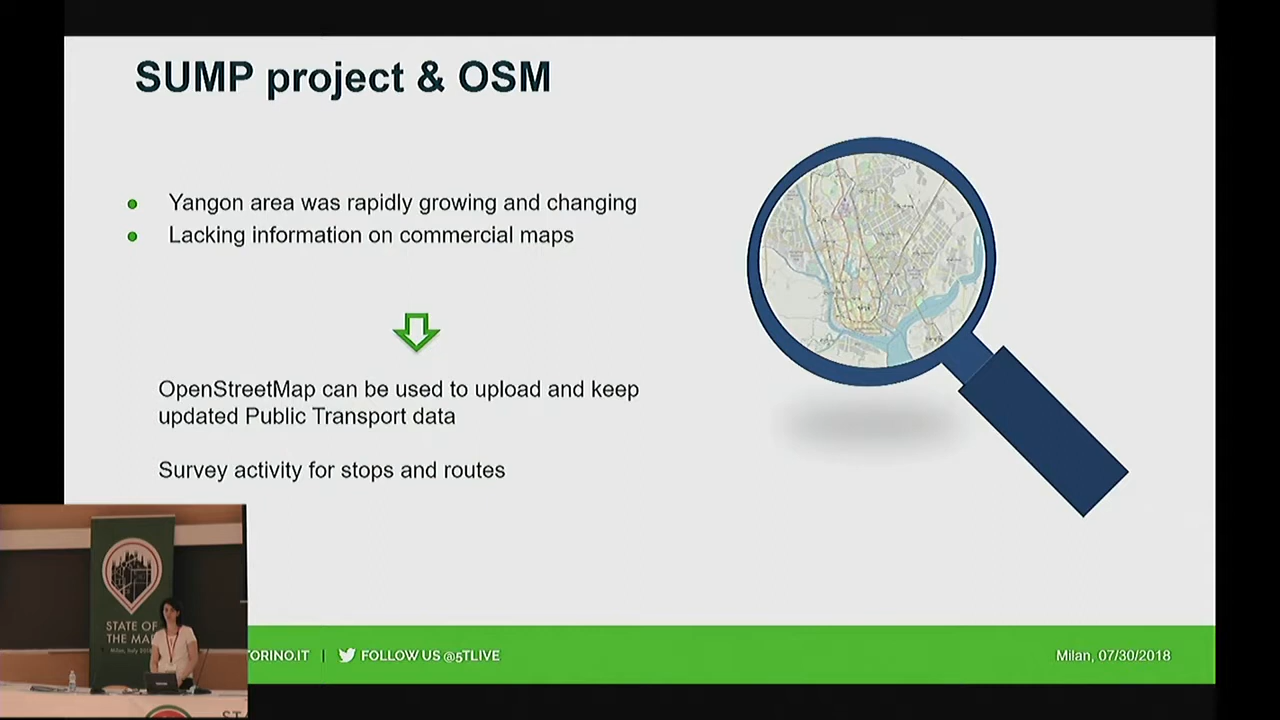 SUMP project & OSM
Yangon area was rapidly growing and changing
Lacking information on commercial maps
OpenStreetMap can be used to upload and keep
updated Public Transport data
Survey activity for stops and routes
STATE OF
THE MAP
Milan, Italy 2018
ORINO.IT | FOLLOW US @5TLIVE
Milan, 07/30/2018